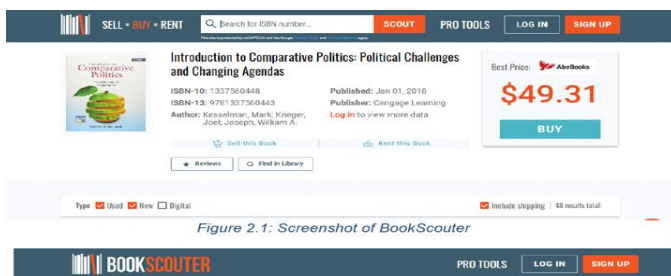 SELL • BUY • RENT
Search for ISBN number...
SCOUT
PRO TOOLS
LOG IN
SIGN UP
Comparative
Politics
Introduction to Comparative Politics: Political Challenges
and Changing Agendas
ISBN-10: 1337560448
ISBN-13: 9781337560443
Author: Kesselman, Mark; Krieger,
Joel; Joseph, William A.
Published: Jan 01, 2018
Publisher: Cengage Learning
Log in to view more data
Sell this Book
Rent this Book
Reviews
Find in Library
Best Price:
AbeBooks
$49.31
BUY
Type
Used
New
Digital
Include shipping
48 results total
Figure 2.1: Screenshot of BookScouter
BOOKSCOUTER
PRO TOOLS
LOG IN
SIGN UP